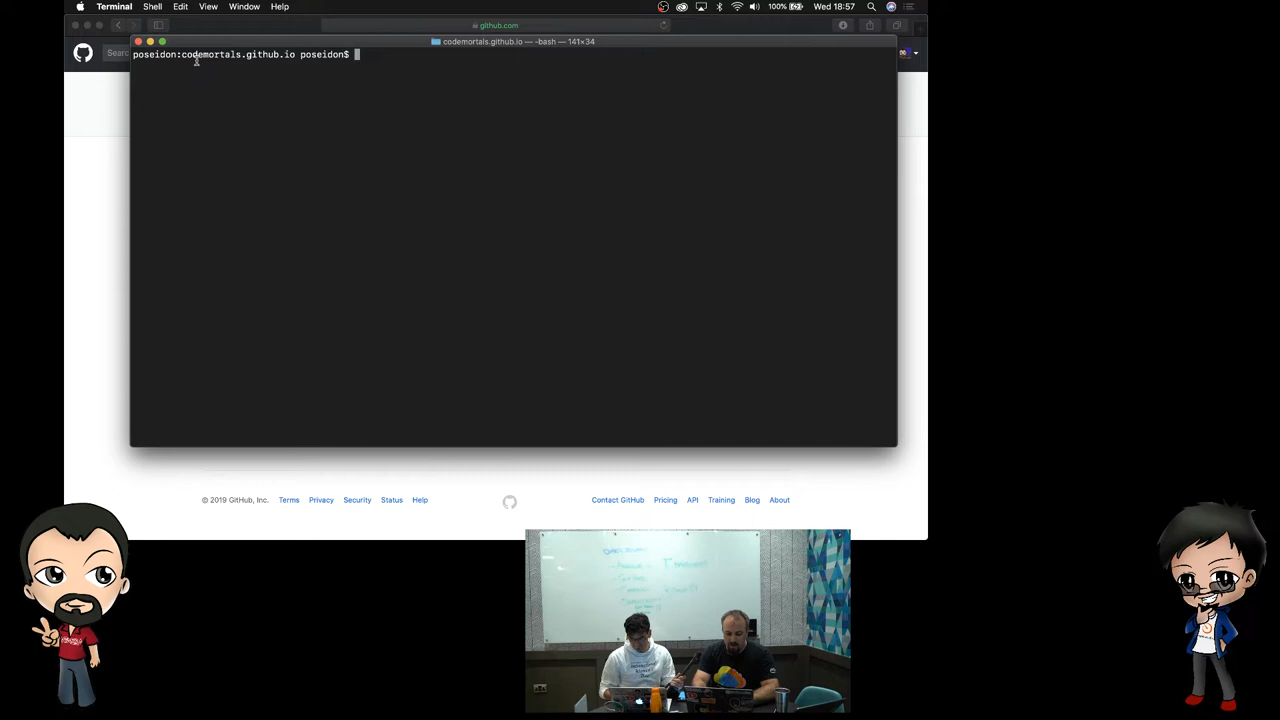 Terminal Shell Edit View Window Help 100% Wed 18:57
github.com
codemortals.github.io — -bash — 141×34
Searc
poseidon:codemortals.github.io poseidon$
© 2019 GitHub, Inc. Terms Privacy Security Status Help Contact GitHub Pricing API Training Blog About